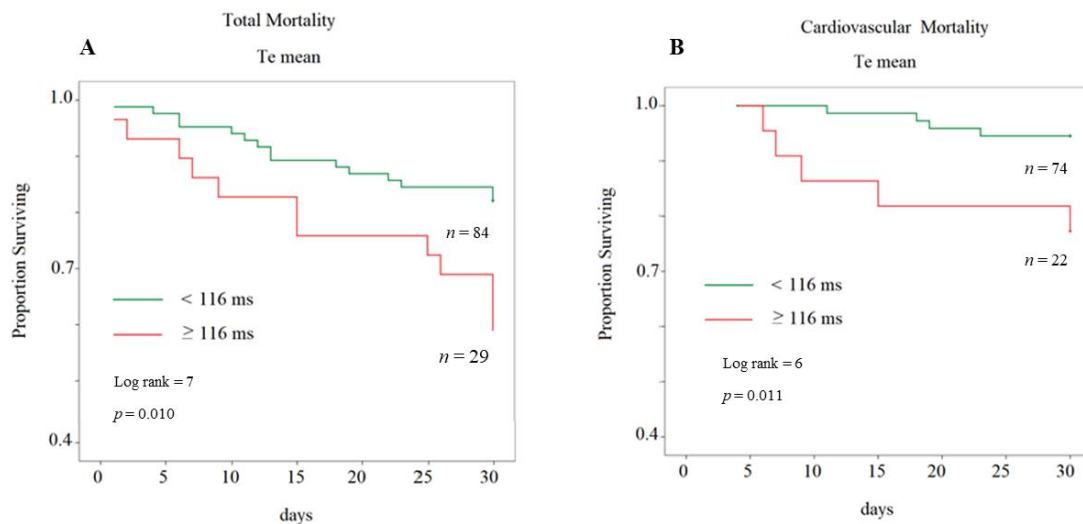 Total Mortality
A
Te mean
1.0
0.7
0.4
Proportion Surviving
n = 84
< 116 ms
≥ 116 ms
n = 29
Log rank = 7
p = 0.010
0 5 10 15 20 25 30
days
Cardiovascular Mortality
B
Te mean
1.0
0.7
0.4
Proportion Surviving
n = 74
n = 22
< 116 ms
≥ 116 ms
Log rank = 6
p = 0.011
0 5 10 15 20 25 30
days